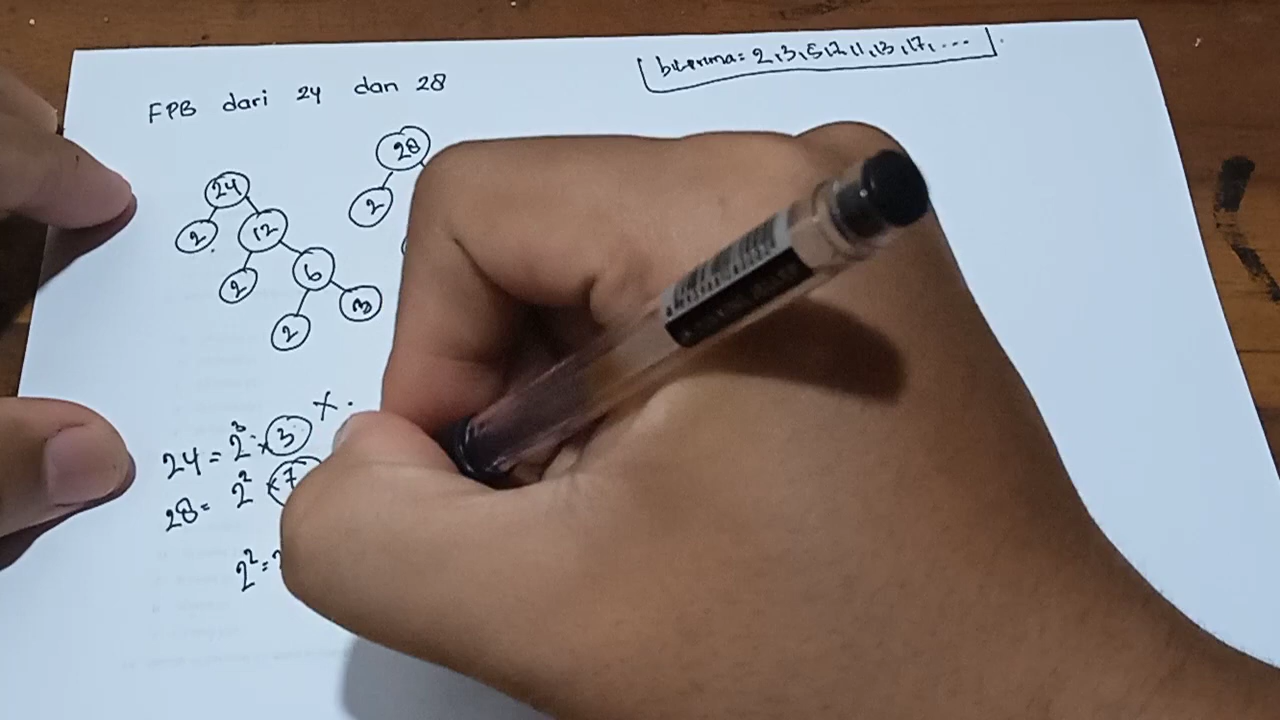 bil.prima= 2,3,5,7,11,13,17, ...
FPB dari 24 dan 28
28
24
2
2
12
2
6
3
2
X
24 = 2³ x 3
28 = 2² x 7
2² =